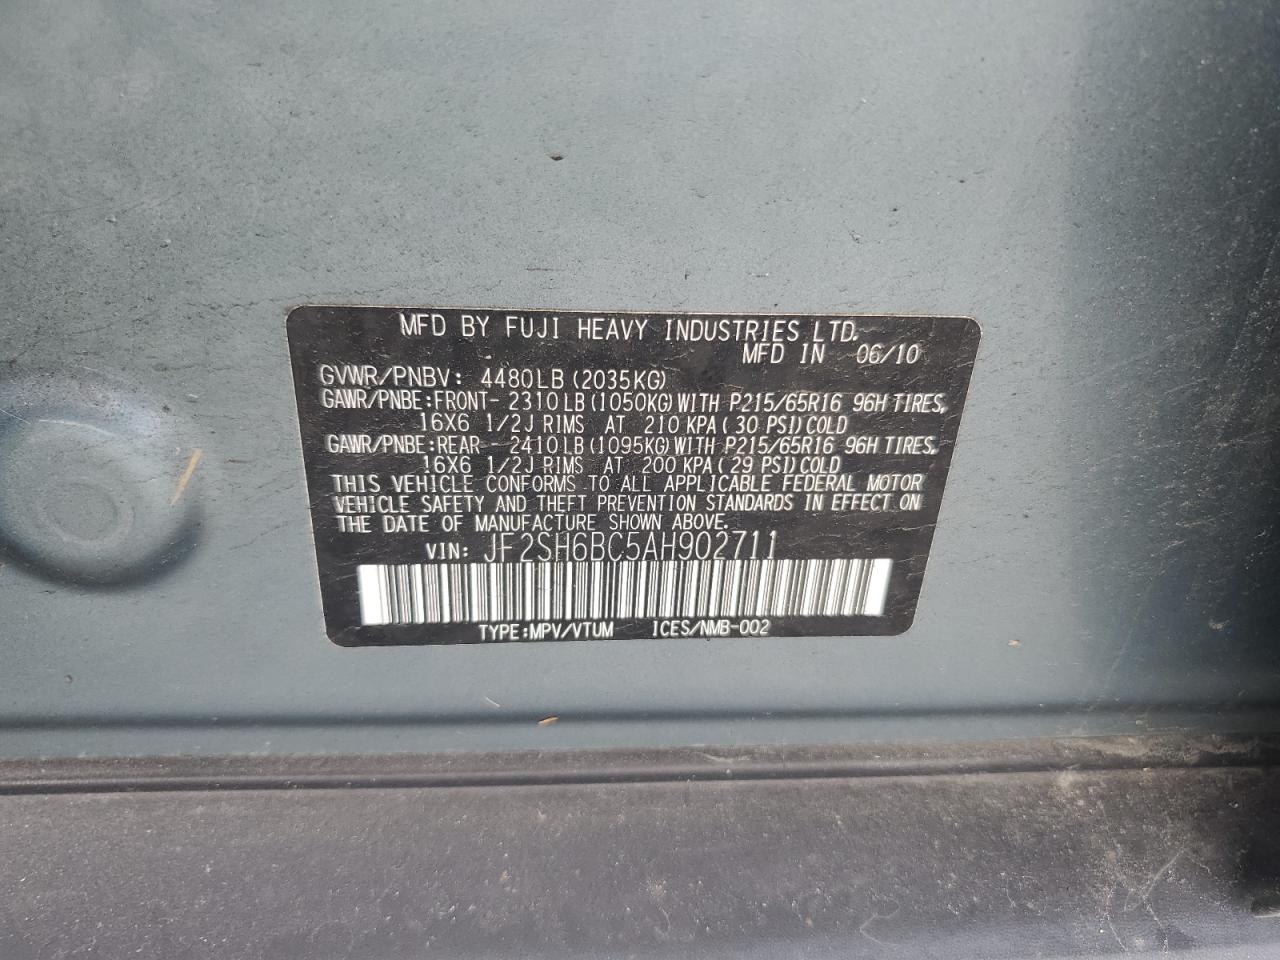 MFD BY FUJI HEAVY INDUSTRIES LTD.
MFD IN 06/10
GVWR/PNBV: 4480LB (2035KG)
GAWR/PNBE:FRONT- 2310LB (1050KG) WITH P215/65R16 96H TIRES,
16X6 1/2J RIMS AT 210 KPA (30 PSI) COLD
GAWR/PNBE:REAR- 2410LB (1095KG) WITH P215/65R16 96H TIRES,
16X6 1/2J RIMS AT 200 KPA (29 PSI) COLD
THIS VEHICLE CONFORMS TO ALL APPLICABLE FEDERAL MOTOR
VEHICLE SAFETY AND THEFT PREVENTION STANDARDS IN EFFECT ON
THE DATE OF MANUFACTURE SHOWN ABOVE.
VIN: JF2SH6BC5AH902711
TYPE:MPV/VTUM ICES/NMB-002